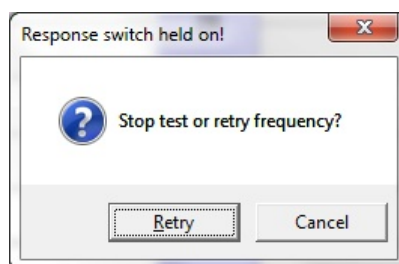 Response switch held on!
Stop test or retry frequency?
Retry
Cancel